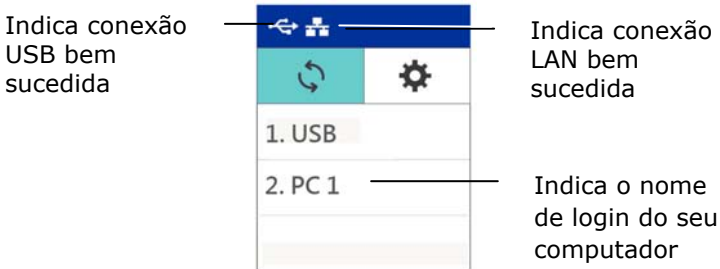 Indica conexão
USB bem
sucedida
Indica conexão
LAN bem
sucedida
1. USB
2. PC 1
Indica o nome
de login do seu
computador